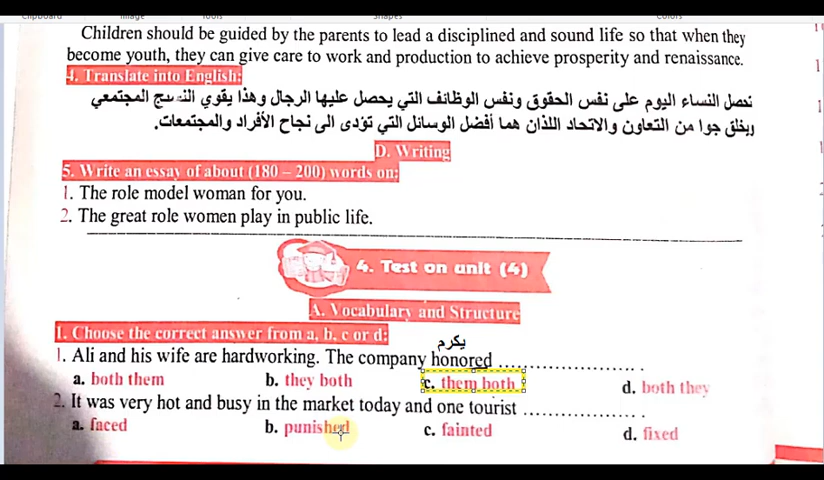 Children should be guided by the parents to lead a disciplined and sound life so that when they
become youth, they can give care to work and production to achieve prosperity and renaissance.
4. Translate into English:
تحصل النساء اليوم على نفس الحقوق ونفس الوظائف التي يحصل عليها الرجال وهذا يقوي النسيج المجتمعي
ويخلق جوا من التعاون والاتحاد اللذان هما أفضل الوسائل التي تؤدى الى نجاح الأفراد والمجتمعات.
D. Writing
5. Write an essay of about (180 – 200) words on:
1. The role model woman for you.
2. The great role women play in public life.
4. Test on unit (4)
A. Vocabulary and Structure
1. Choose the correct answer from a, b, c or d:
يكرم
1. Ali and his wife are hardworking. The company honored ........................
a. both them b. they both c. them both d. both they
2. It was very hot and busy in the market today and one tourist ....................
a. faced b. punished c. fainted d. fixed